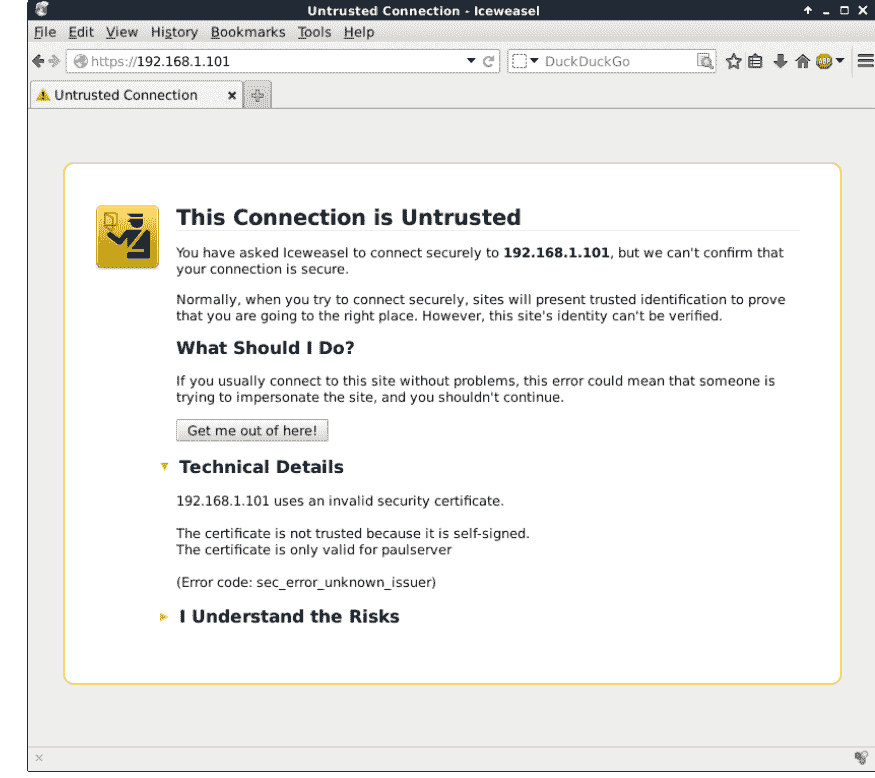 Untrusted Connection - Iceweasel
File Edit View History Bookmarks Tools Help
https://192.168.1.101 DuckDuckGo ABP
Untrusted Connection
This Connection is Untrusted
You have asked Iceweasel to connect securely to 192.168.1.101, but we can't confirm that
your connection is secure.
Normally, when you try to connect securely, sites will present trusted identification to prove
that you are going to the right place. However, this site's identity can't be verified.
What Should I Do?
If you usually connect to this site without problems, this error could mean that someone is
trying to impersonate the site, and you shouldn't continue.
Get me out of here!
Technical Details
192.168.1.101 uses an invalid security certificate.
The certificate is not trusted because it is self-signed.
The certificate is only valid for paulserver
(Error code: sec_error_unknown_issuer)
I Understand the Risks